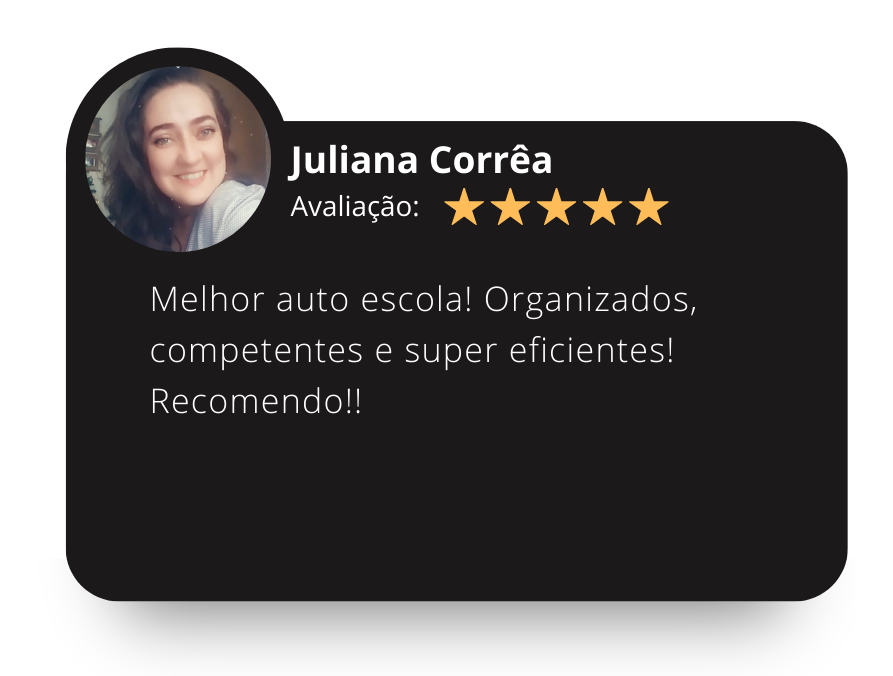 Juliana Corrêa
Avaliação:
Melhor auto escola! Organizados,
competentes e super eficientes!
Recomendo!!